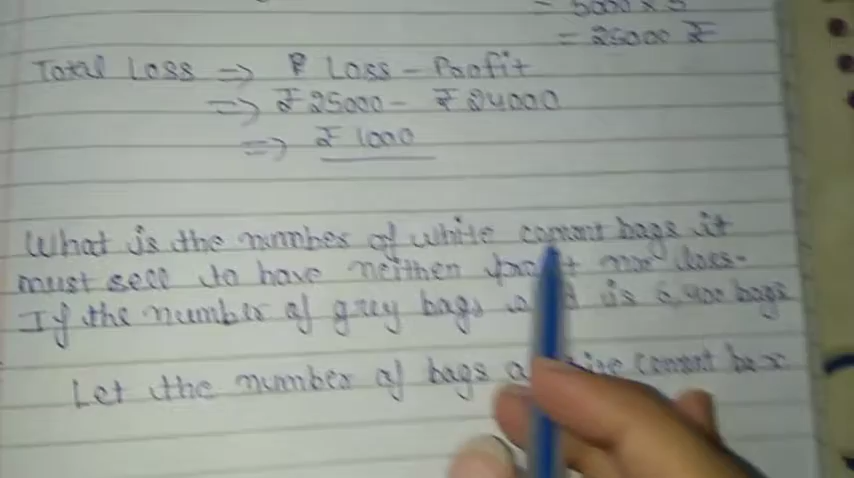 = 5000 × 5
= 25000 ₹
Total Loss => Loss - Profit
=> ₹ 25000 - ₹ 24000
=> ₹ 1000
What is the number of white cement bags it
must sell to have neither profit nor loss.
If the number of grey bags is 6,400 bags
Let the number of bags white cement be x